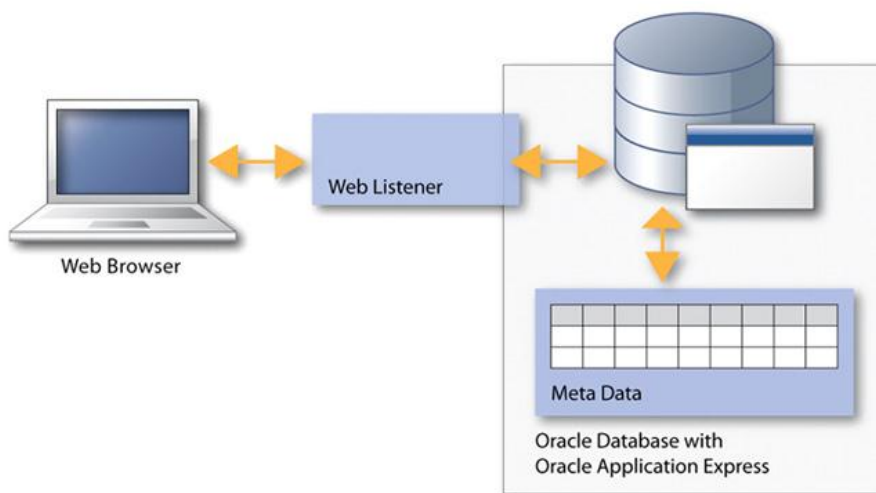 Web Browser
Web Listener
Meta Data
Oracle Database with
Oracle Application Express